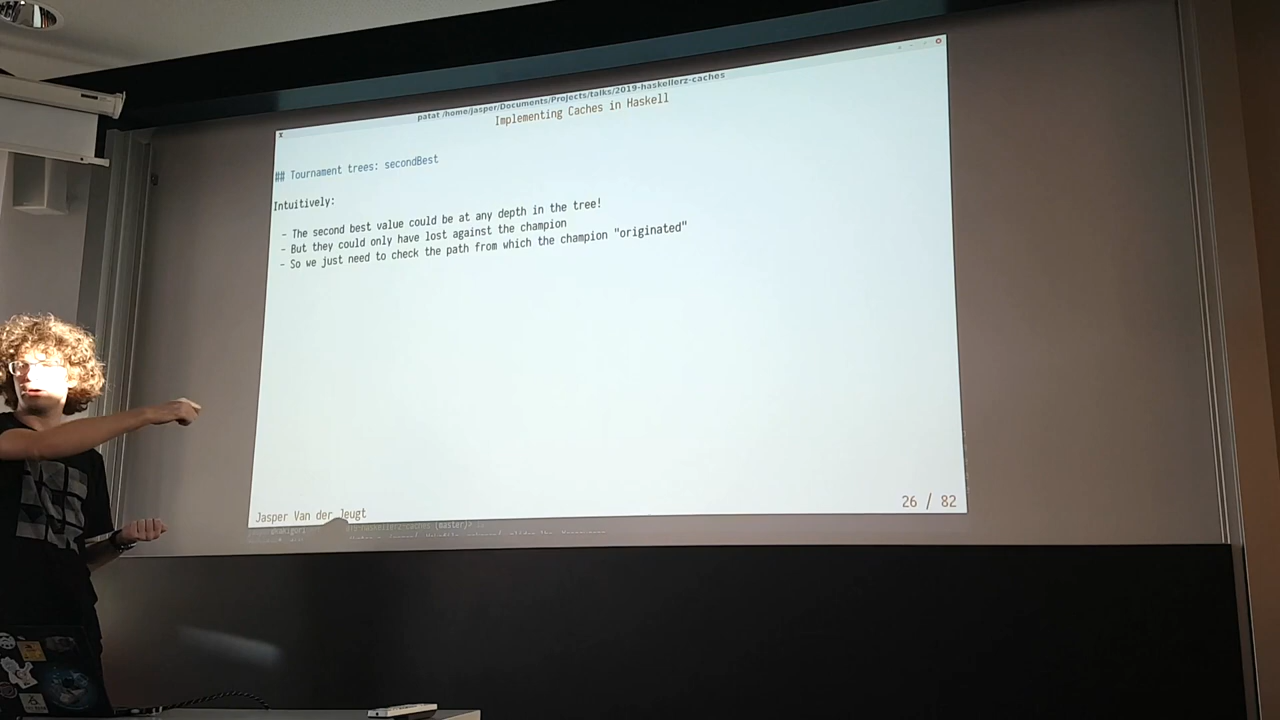 patat /home/jasper/Documents/Projects/talks/2019-haskellerz-caches
Implementing Caches in Haskell
## Tournament trees: secondBest
Intuitively:
- The second best value could be at any depth in the tree!
- But they could only have lost against the champion
- So we just need to check the path from which the champion "originated"
Jasper Van der Jeugt
26 / 82